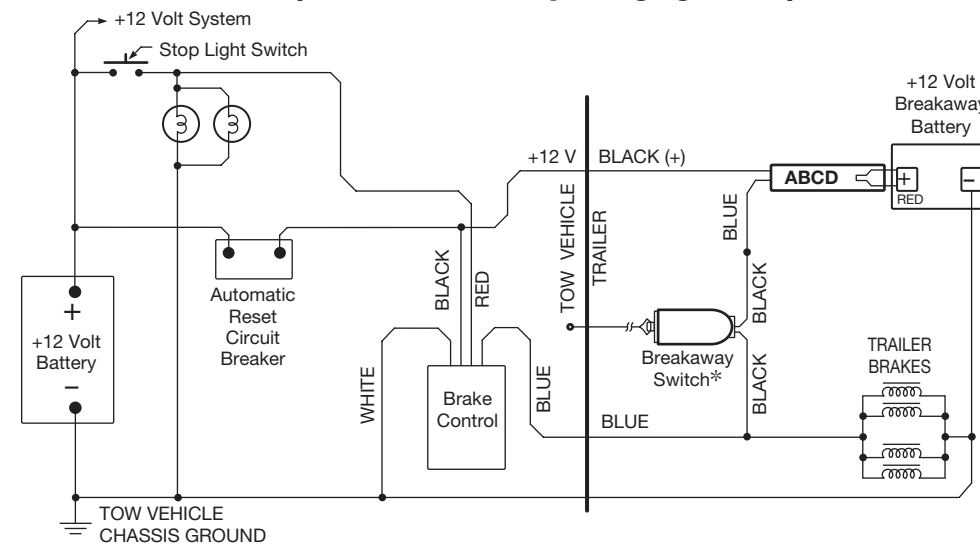 +12 Volt System
Stop Light Switch
+12 Volt
Battery
+12 V
BLACK (+)
ABCD
+
RED
−
BLUE
TOW VEHICLE
TRAILER
BLACK
RED
BLACK
Automatic
Reset
Circuit
Breaker
+
+12 Volt
Battery
−
WHITE
Brake
Control
BLUE
Breakaway
Switch*
BLACK
TRAILER
BRAKES
BLUE
TOW VEHICLE
CHASSIS GROUND